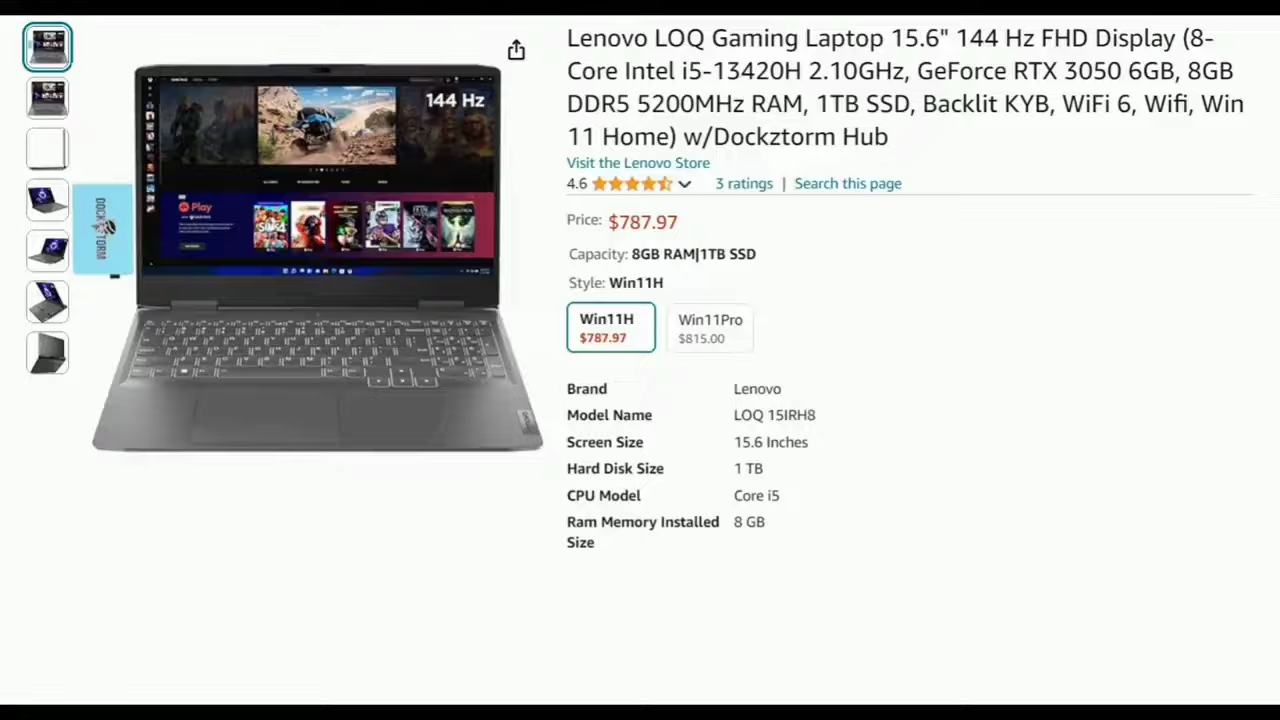 Lenovo LOQ Gaming Laptop 15.6" 144 Hz FHD Display (8-
Core Intel i5-13420H 2.10GHz, GeForce RTX 3050 6GB, 8GB
DDR5 5200MHz RAM, 1TB SSD, Backlit KYB, WiFi 6, Wifi, Win
11 Home) w/Dockztorm Hub
Visit the Lenovo Store
4.6
3 ratings | Search this page
Price: $787.97
Capacity: 8GB RAM|1TB SSD
Style: Win11H
Win11H
$787.97
Win11Pro
$815.00
Brand Lenovo
Model Name LOQ 15IRH8
Screen Size 15.6 Inches
Hard Disk Size 1 TB
CPU Model Core i5
Ram Memory Installed 8 GB
Size
144 Hz
Play